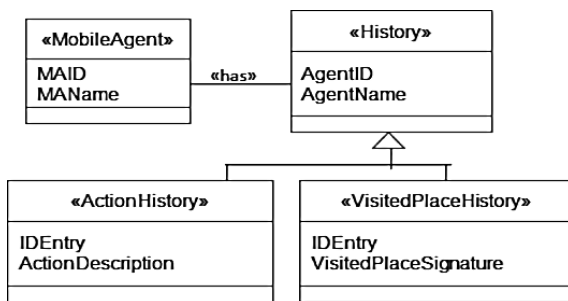 «MobileAgent»
MAID
MAName
«has»
«History»
AgentID
AgentName
«ActionHistory»
IDEntry
ActionDescription
«VisitedPlaceHistory»
IDEntry
VisitedPlaceSignature